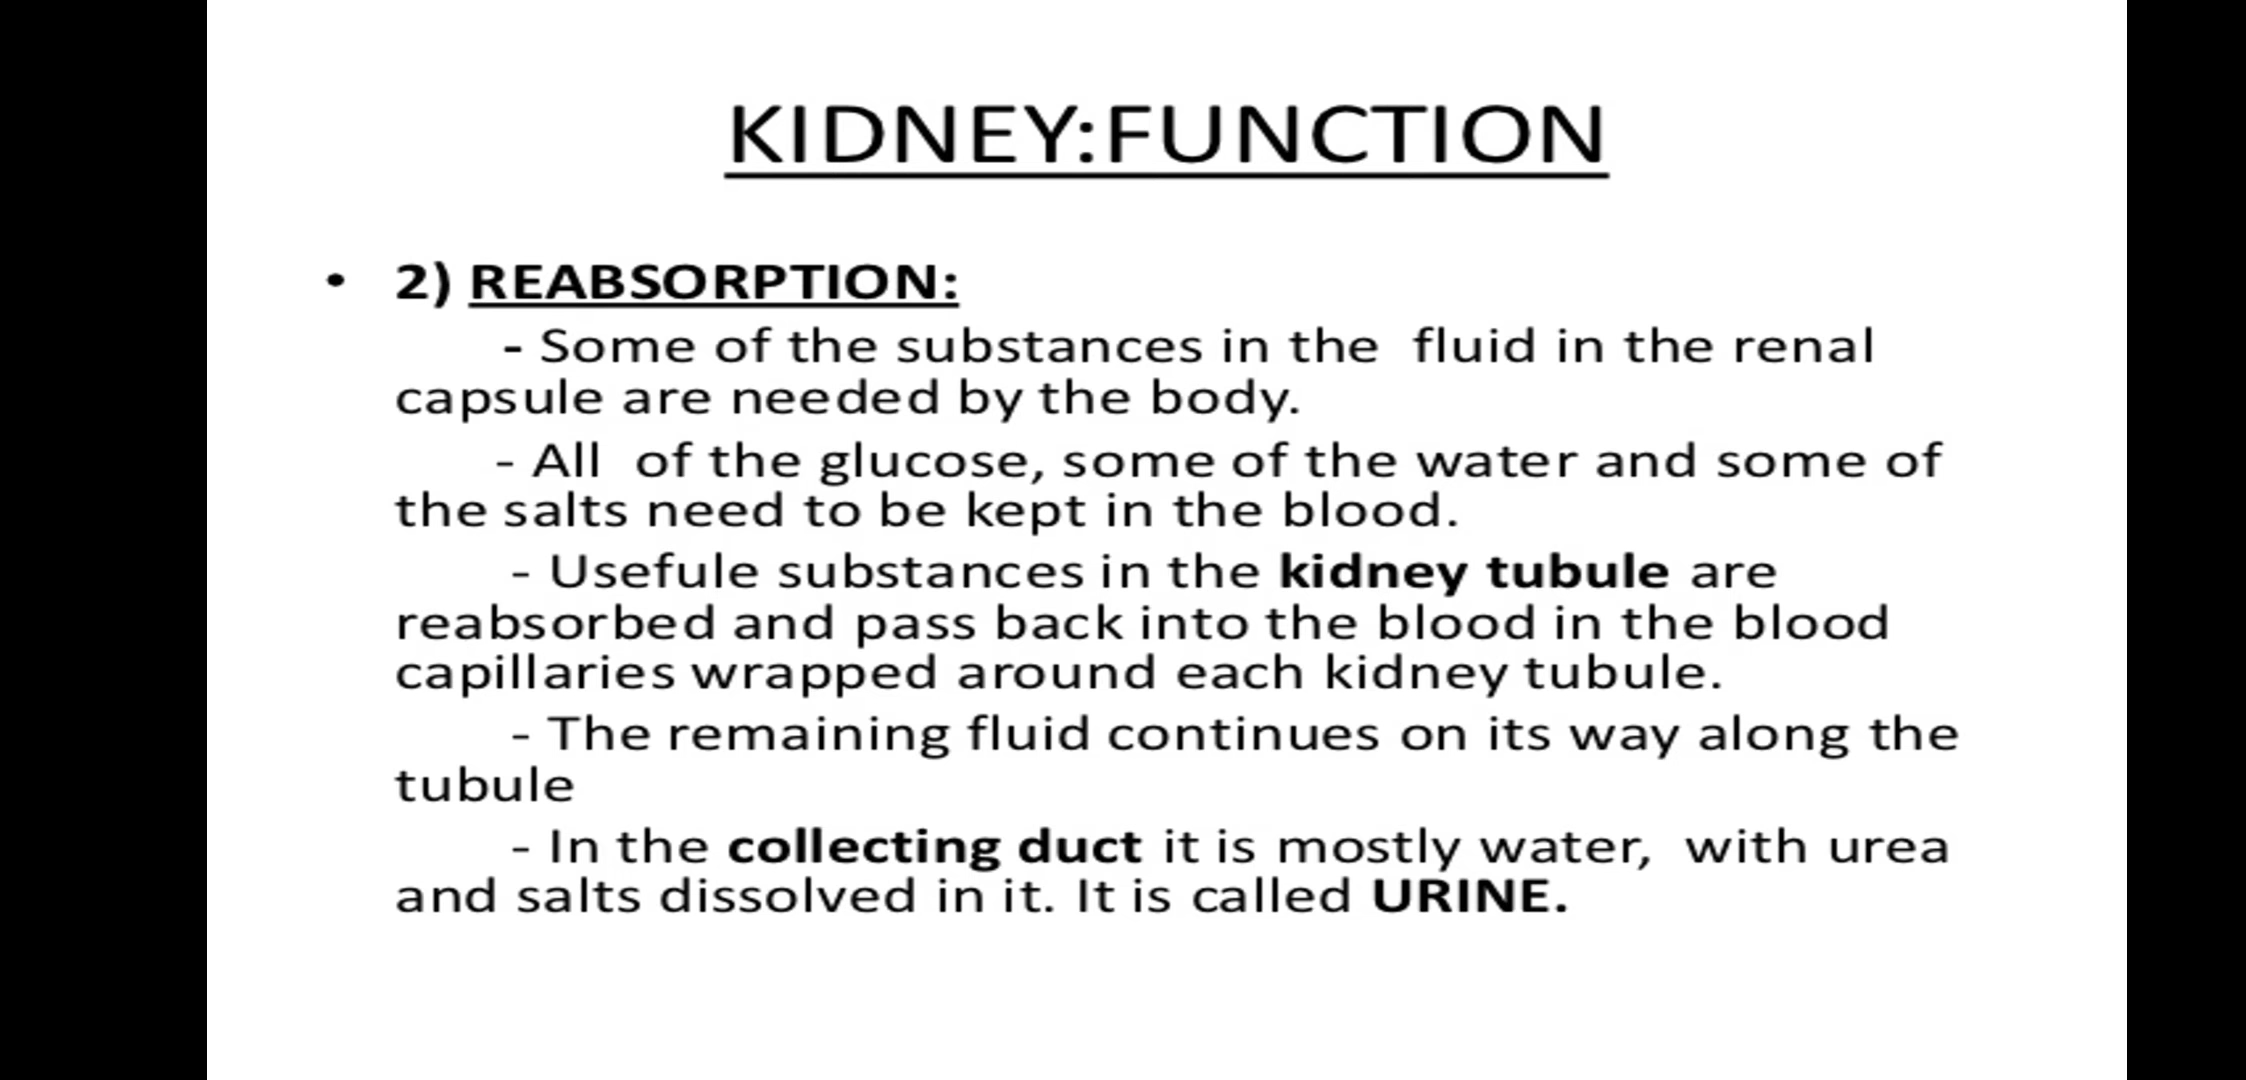 KIDNEY:FUNCTION
• 2) REABSORPTION:
- Some of the substances in the fluid in the renal
capsule are needed by the body.
- All of the glucose, some of the water and some of
the salts need to be kept in the blood.
- Usefule substances in the kidney tubule are
reabsorbed and pass back into the blood in the blood
capillaries wrapped around each kidney tubule.
- The remaining fluid continues on its way along the
tubule
- In the collecting duct it is mostly water, with urea
and salts dissolved in it. It is called URINE.